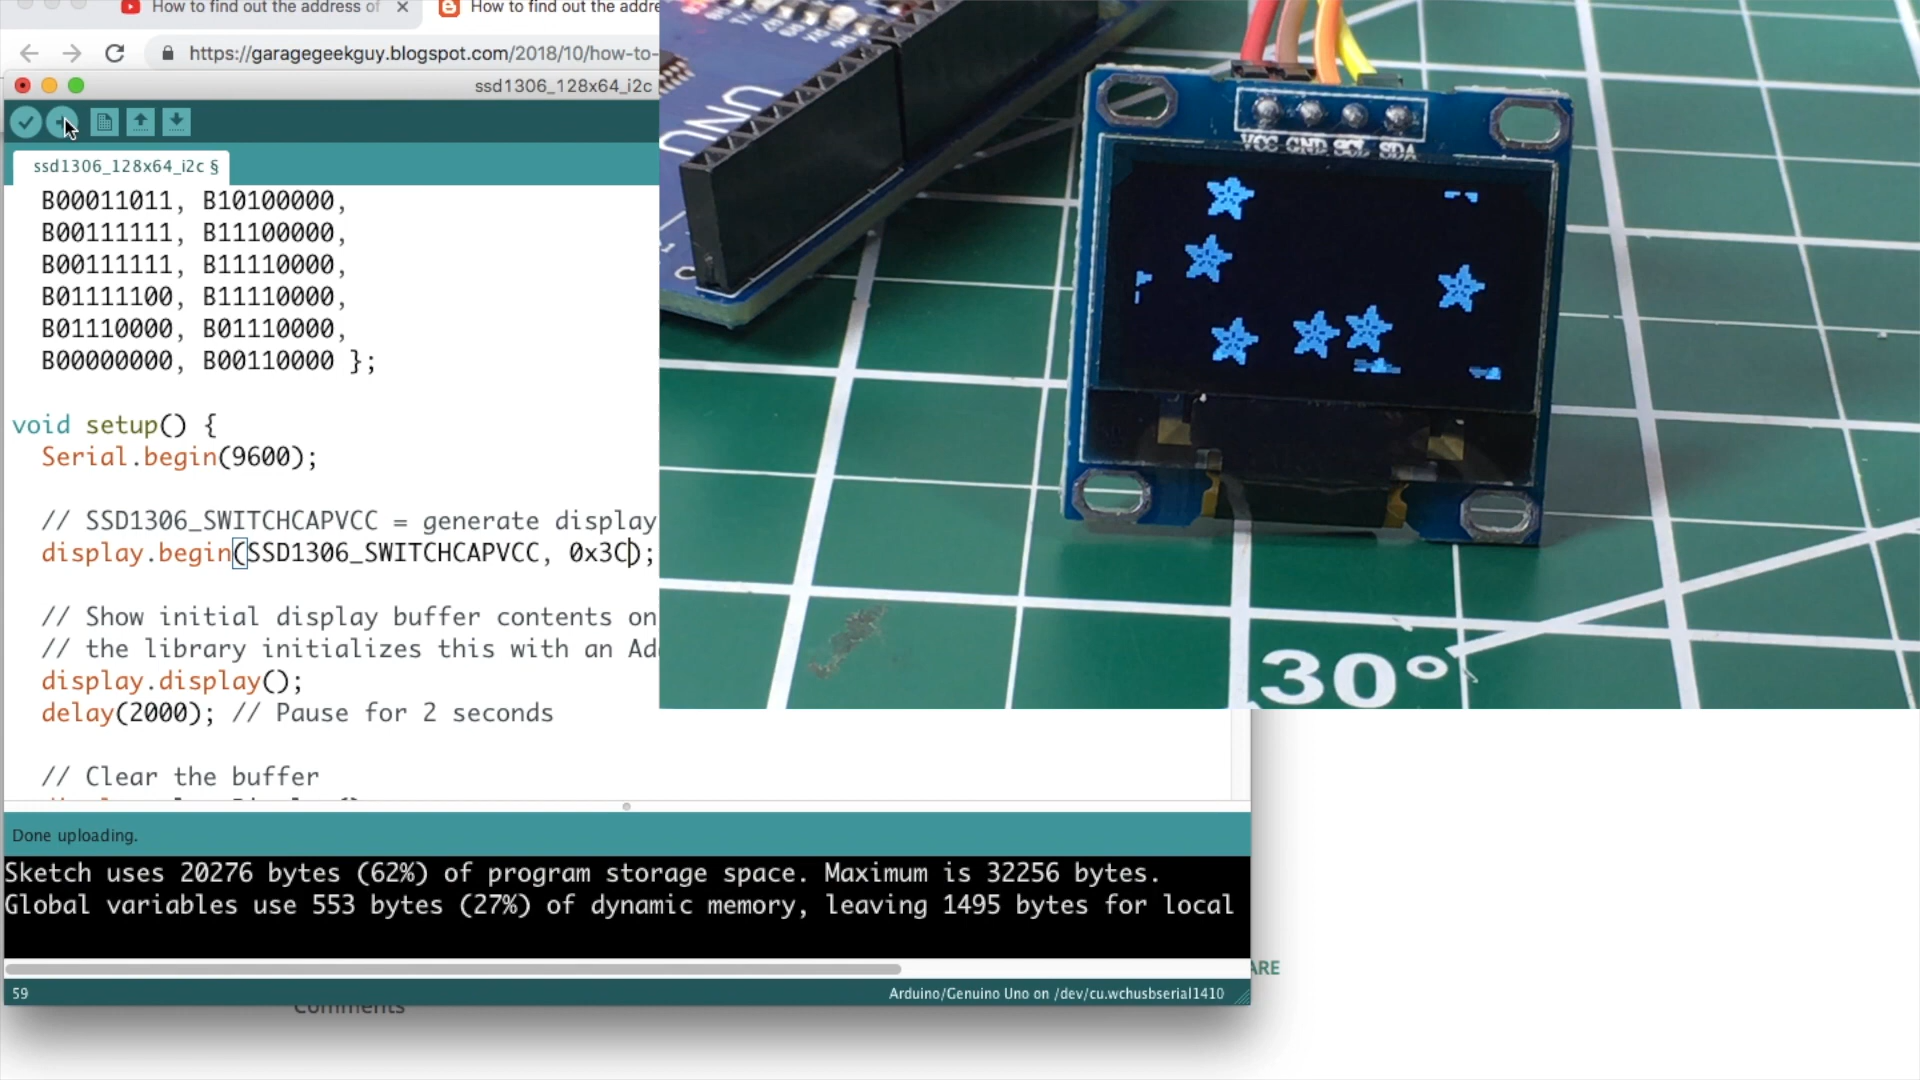 How to find out the address of
How to find out the addre
https://garagegeekguy.blogspot.com/2018/10/how-to-
ssd1306_128x64_i2c
ssd1306_128x64_i2c §
B00011011, B10100000,
B00111111, B11100000,
B00111111, B11110000,
B01111100, B11110000,
B01110000, B01110000,
B00000000, B00110000 };
void setup() {
Serial.begin(9600);
// SSD1306_SWITCHCAPVCC = generate display
display.begin(SSD1306_SWITCHCAPVCC, 0x3C);
// Show initial display buffer contents on
// the library initializes this with an Ad
display.display();
delay(2000); // Pause for 2 seconds
// Clear the buffer
Done uploading.
Sketch uses 20276 bytes (62%) of program storage space. Maximum is 32256 bytes.
Global variables use 553 bytes (27%) of dynamic memory, leaving 1495 bytes for local
59
Arduino/Genuino Uno on /dev/cu.wchusbserial1410
ARE
Comments
UNO
VCC GND SCL SDA
30°